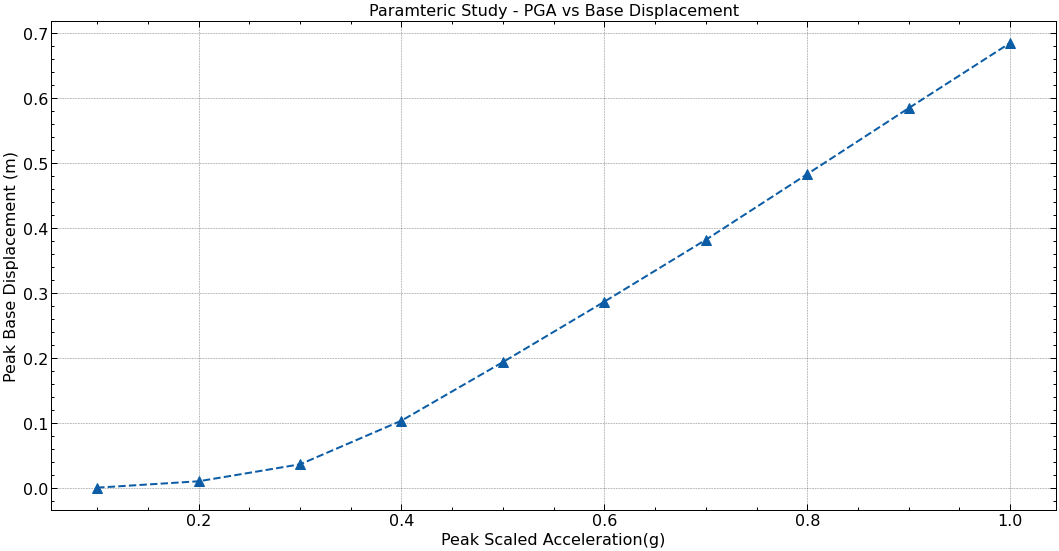 Paramteric Study - PGA vs Base Displacement
Peak Base Displacement (m)
0.7
0.6
0.5
0.4
0.3
0.2
0.1
0.0
0.2 0.4 0.6 0.8 1.0
Peak Scaled Acceleration(g)